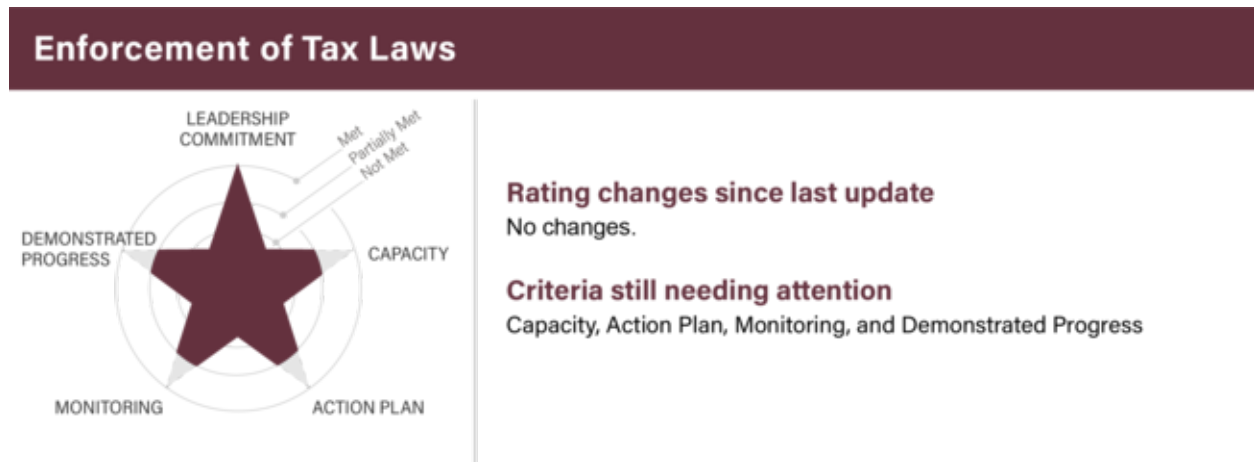 Enforcement of Tax Laws
LEADERSHIP
COMMITMENT
Met
Partially Met
Not Met
DEMONSTRATED
PROGRESS
CAPACITY
MONITORING
ACTION PLAN
Rating changes since last update
No changes.
Criteria still needing attention
Capacity, Action Plan, Monitoring, and Demonstrated Progress